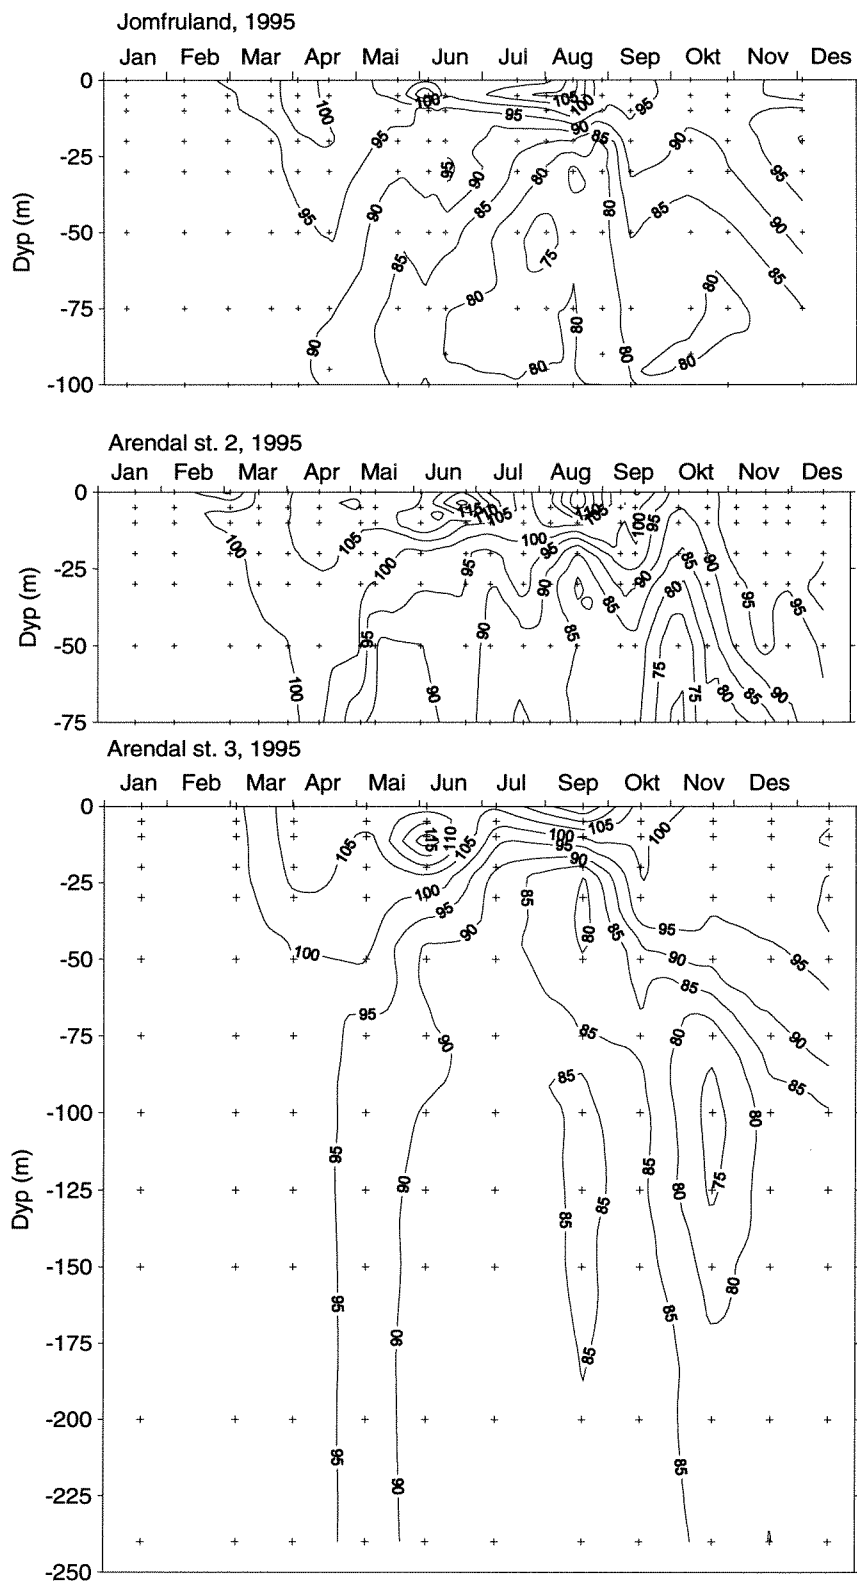 Jomfruland, 1995
Jan Feb Mar Apr Mai Jun Jul Aug Sep Okt Nov Des
0
-25
-50
-75
-100
Dyp (m)
100 95 90 85 80 75 105
Arendal st. 2, 1995
Jan Feb Mar Apr Mai Jun Jul Aug Sep Okt Nov Des
0
-25
-50
-75
Dyp (m)
100 105 95 90 85 80 75 115 110
Arendal st. 3, 1995
Jan Feb Mar Apr Mai Jun Jul Sep Okt Nov Des
0
-25
-50
-75
-100
-125
-150
-175
-200
-225
-250
Dyp (m)
100 105 115 110 95 90 85 80 75